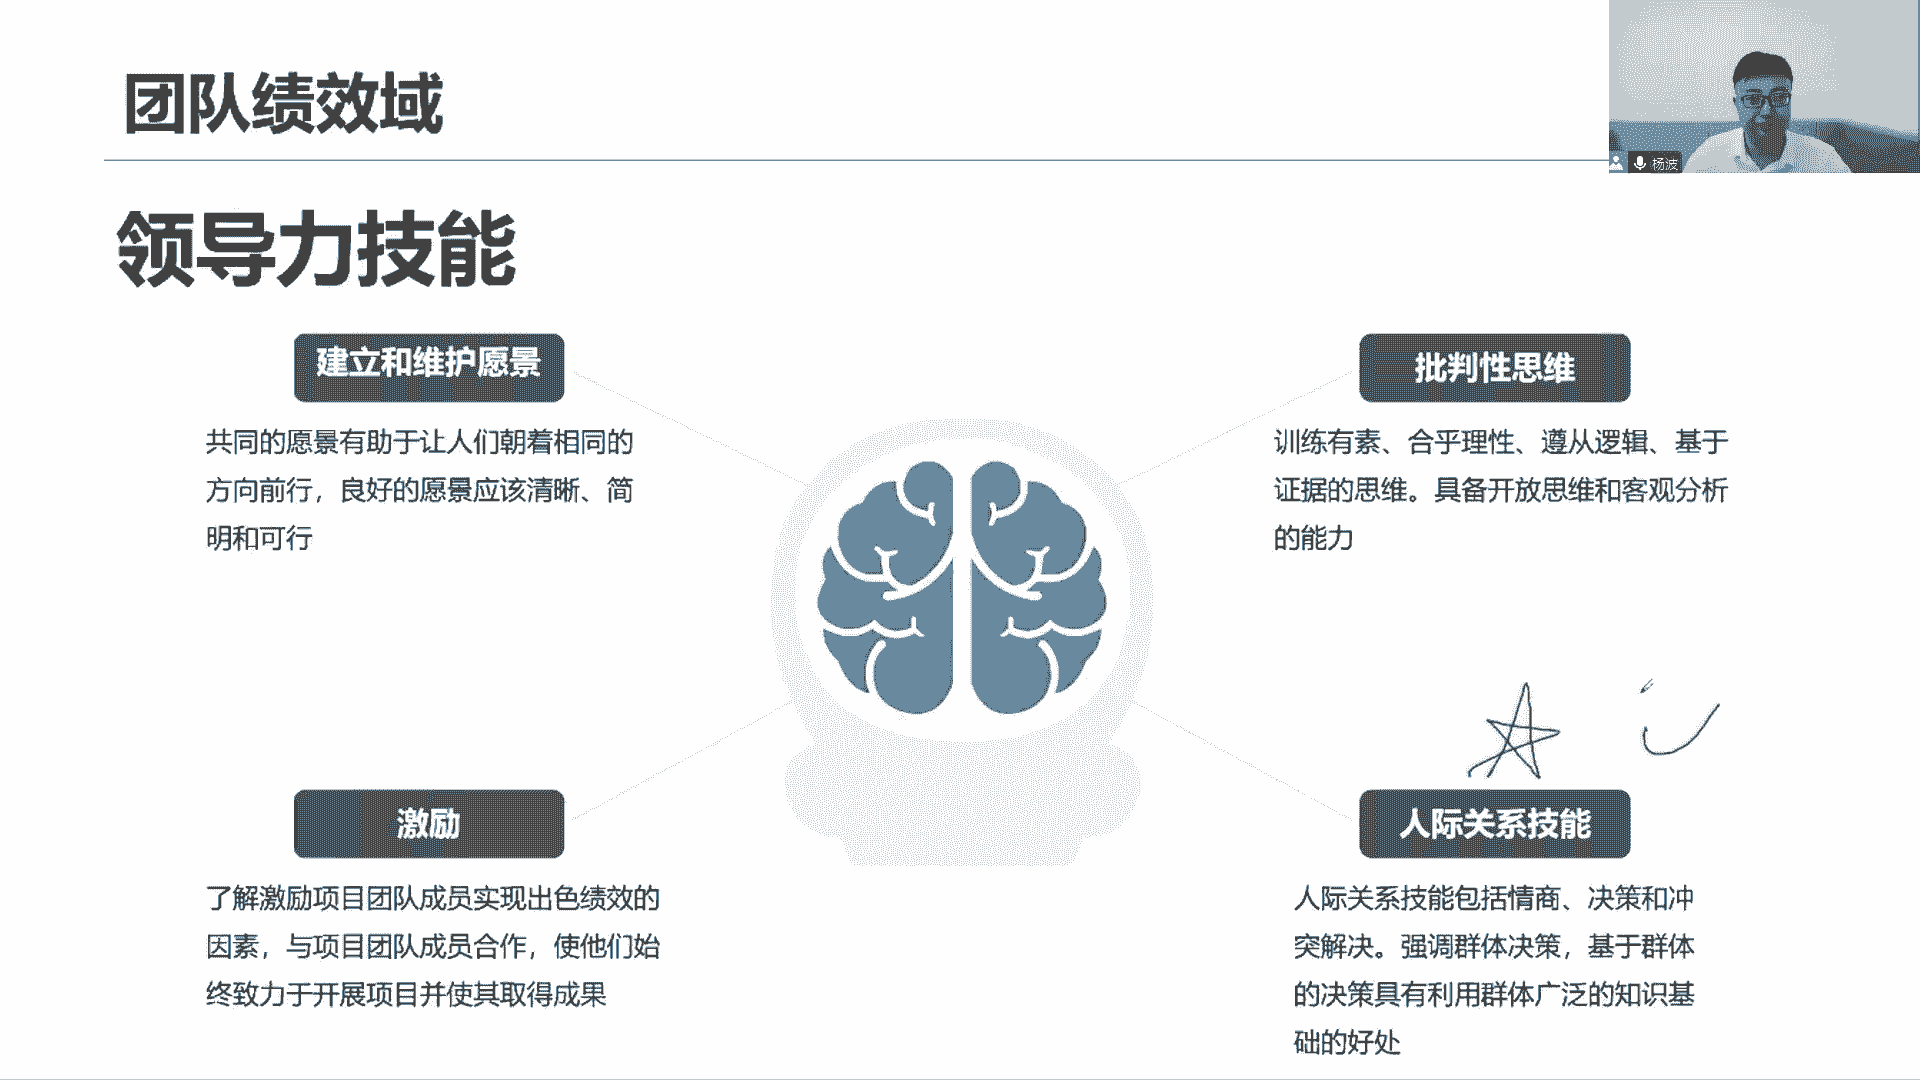 团队绩效域
杨波
领导力技能
建立和维护愿景
共同的愿景有助于让人们朝着相同的
方向前行，良好的愿景应该清晰、简
明和可行
批判性思维
训练有素、合乎理性、遵从逻辑、基于
证据的思维。具备开放思维和客观分析
的能力
激励
了解激励项目团队成员实现出色绩效的
因素，与项目团队成员合作，使他们始
终致力于开展项目并使其取得成果
人际关系技能
人际关系技能包括情商、决策和冲
突解决。强调群体决策，基于群体
的决策具有利用群体广泛的知识基
础的好处